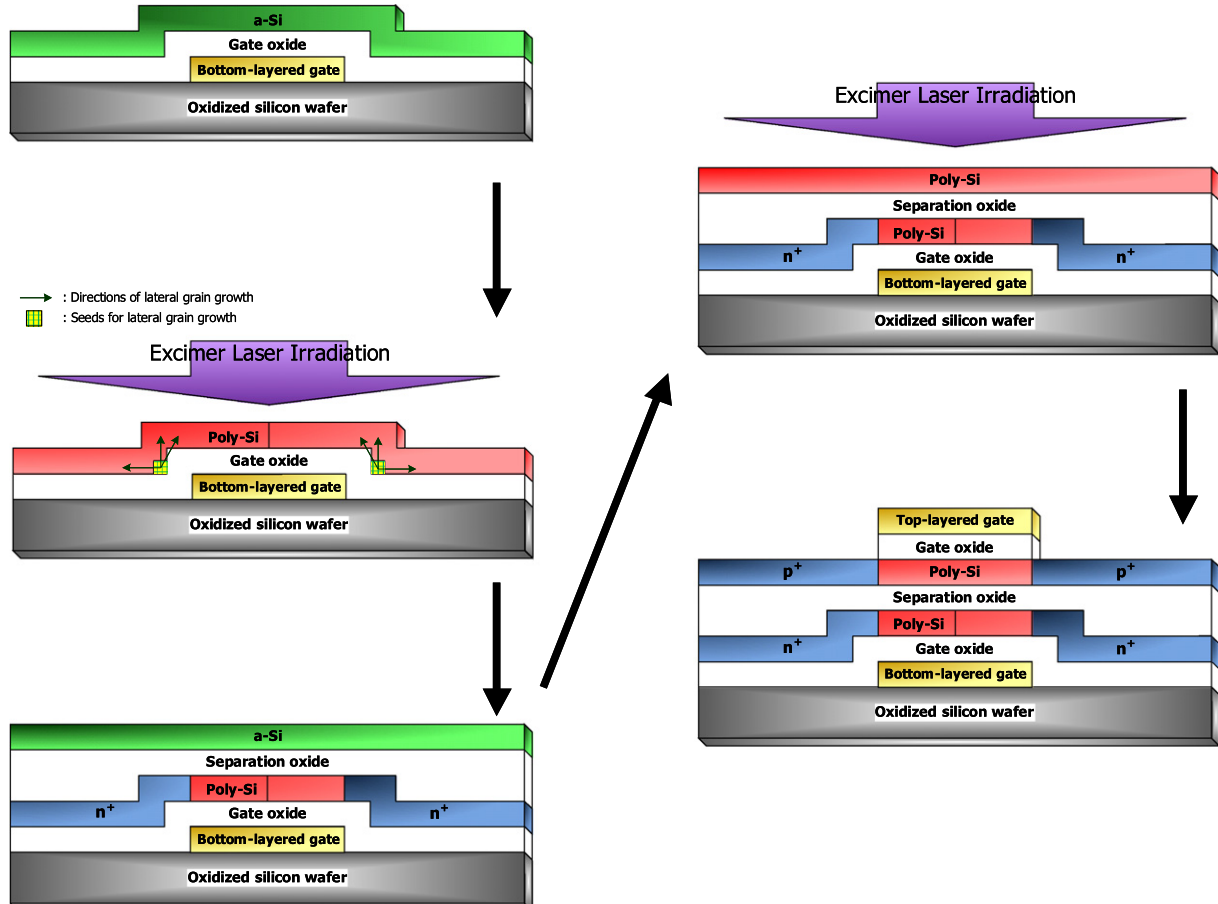 a-Si
Gate oxide
Bottom-layered gate
Oxidized silicon wafer
: Directions of lateral grain growth
: Seeds for lateral grain growth
Excimer Laser Irradiation
Poly-Si
Gate oxide
Bottom-layered gate
Oxidized silicon wafer
a-Si
Separation oxide
Poly-Si
n+ Gate oxide n+
Bottom-layered gate
Oxidized silicon wafer
Excimer Laser Irradiation
Poly-Si
Separation oxide
Poly-Si
n+ Gate oxide n+
Bottom-layered gate
Oxidized silicon wafer
Top-layered gate
Gate oxide
p+ Poly-Si p+
Separation oxide
Poly-Si
n+ Gate oxide n+
Bottom-layered gate
Oxidized silicon wafer